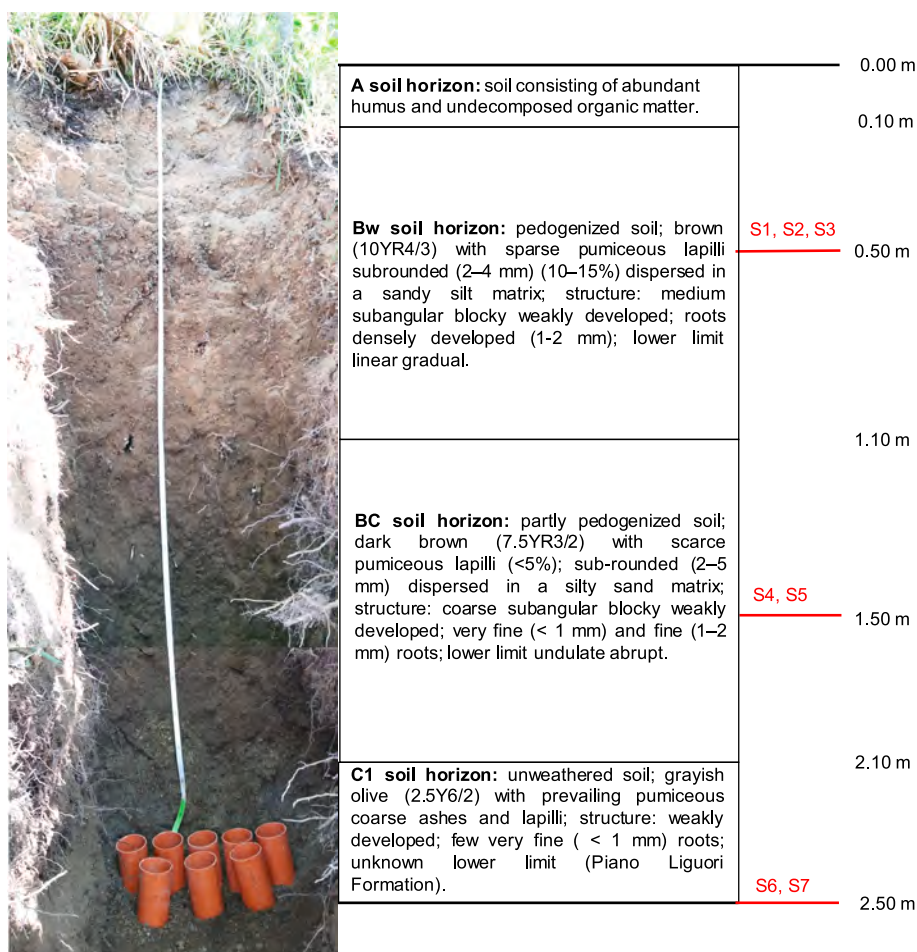 0.00 m
A soil horizon: soil consisting of abundant
humus and undecomposed organic matter.
0.10 m
Bw soil horizon: pedogenized soil; brown
(10YR4/3) with sparse pumiceous lapilli
subrounded (2–4 mm) (10–15%) dispersed in
a sandy silt matrix; structure: medium
subangular blocky weakly developed; roots
densely developed (1-2 mm); lower limit
linear gradual.
S1, S2, S3
0.50 m
1.10 m
BC soil horizon: partly pedogenized soil;
dark brown (7.5YR3/2) with scarce
pumiceous lapilli (<5%); sub-rounded (2–5
mm) dispersed in a silty sand matrix;
structure: coarse subangular blocky weakly
developed; very fine (< 1 mm) and fine (1–2
mm) roots; lower limit undulate abrupt.
S4, S5
1.50 m
2.10 m
C1 soil horizon: unweathered soil; grayish
olive (2.5Y6/2) with prevailing pumiceous
coarse ashes and lapilli; structure: weakly
developed; few very fine ( < 1 mm) roots;
unknown lower limit (Piano Liguori
Formation).
S6, S7
2.50 m